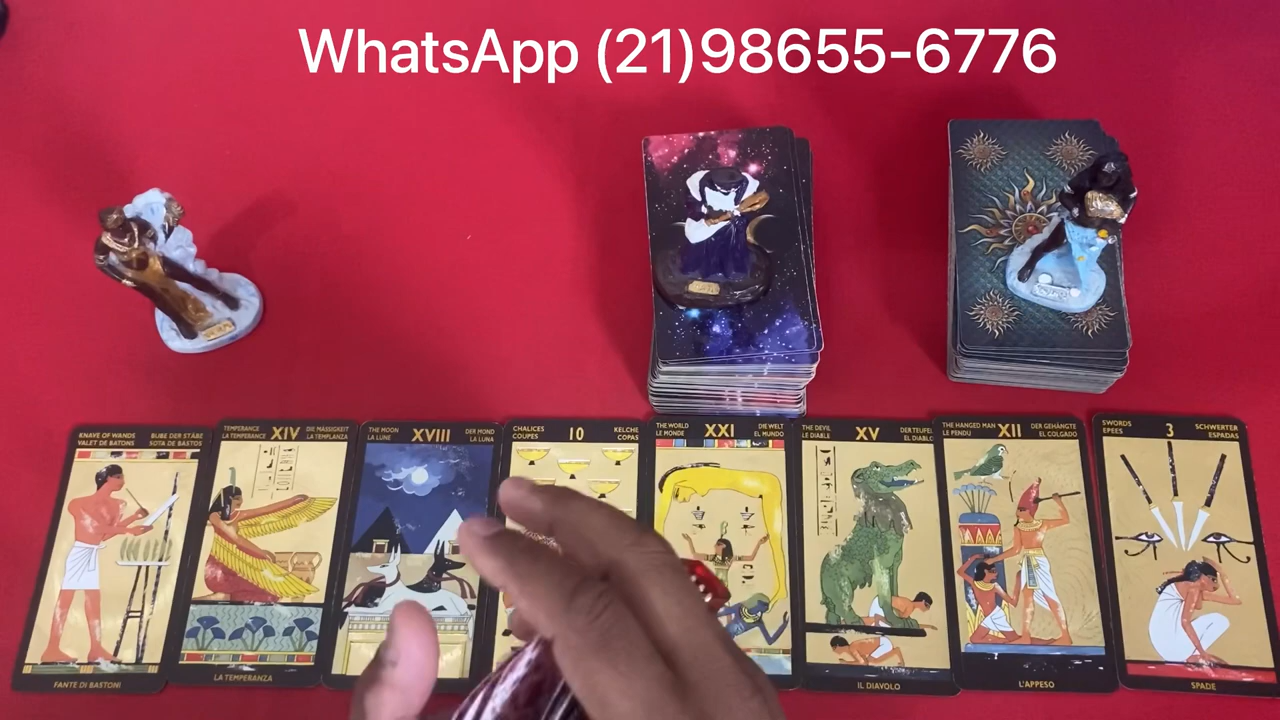 WhatsApp (21)98655-6776
KNAVE OF WANDS BUBE DER STÄBE
VALET DE BATONS SOTA DE BASTOS
FANTE DI BASTONI
TEMPERANCE XIV DIE MÄSSIGKEIT
LA TEMPERANCE LA TEMPLANZA
LA TEMPERANZA
THE MOON XVIII DER MOND
LA LUNE LA LUNA
CHALICES 10 KELCHE
COUPES COPAS
THE WORLD XXI DIE WELT
LE MONDE EL MUNDO
THE DEVIL XV DER TEUFEL
LE DIABLE EL DIABLO
IL DIAVOLO
THE HANGED MAN XII DER GEHÄNGTE
LE PENDU EL COLGADO
L'APPESO
SWORDS 3 SCHWERTER
EPEES ESPADAS
SPADE